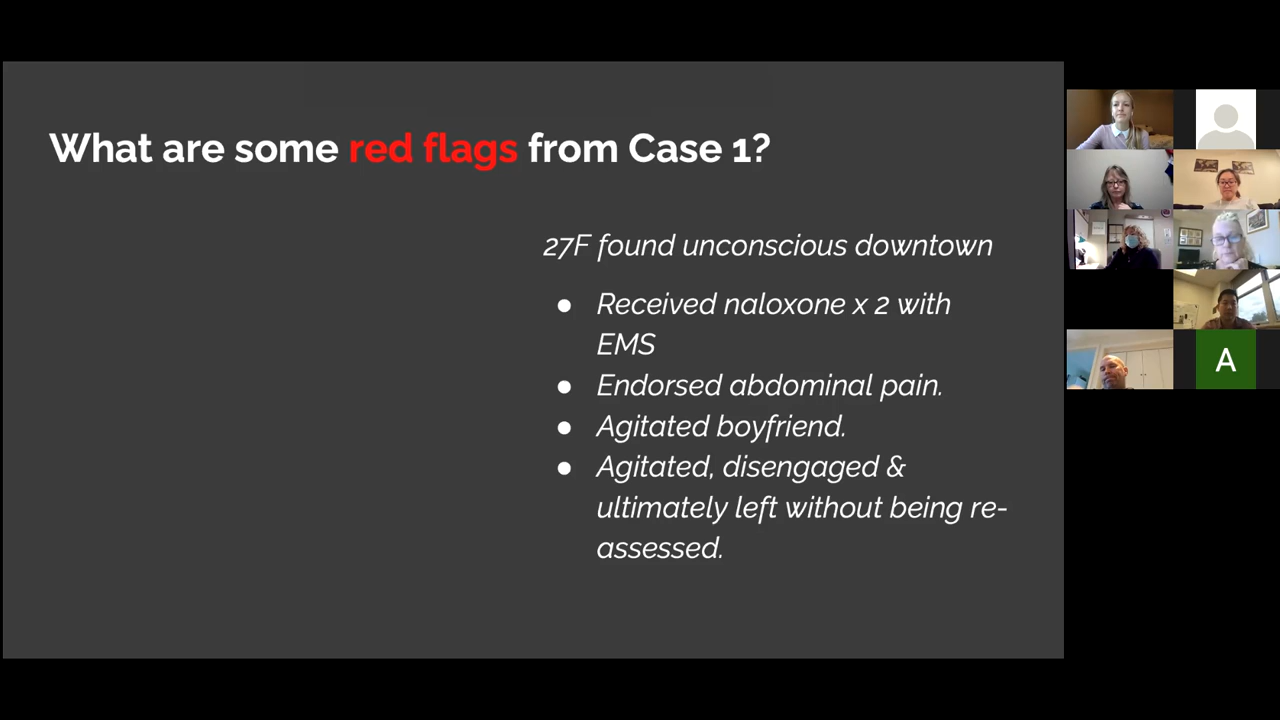 What are some red flags from Case 1?
27F found unconscious downtown
● Received naloxone x 2 with
EMS
● Endorsed abdominal pain.
● Agitated boyfriend.
● Agitated, disengaged &
ultimately left without being re-
assessed.
A